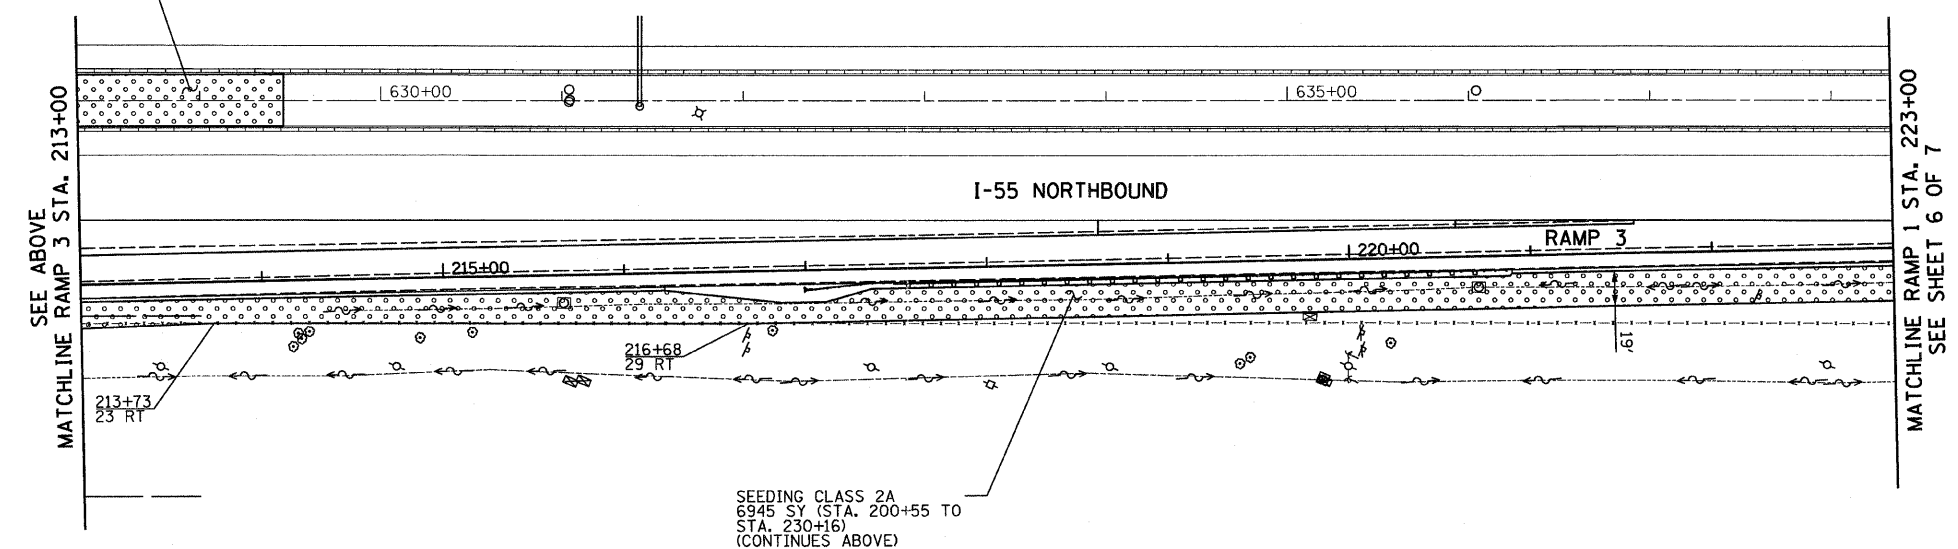 SEE ABOVE
MATCHLINE RAMP 3 STA. 213+00
630+00
635+00
I-55 NORTHBOUND
RAMP 3
215+00
220+00
216+68
29 RT
213+73
23 RT
19'
SEEDING CLASS 2A
6945 SY (STA. 200+55 TO
STA. 230+16)
(CONTINUES ABOVE)
MATCHLINE RAMP 1 STA. 223+00
SEE SHEET 6 OF 7